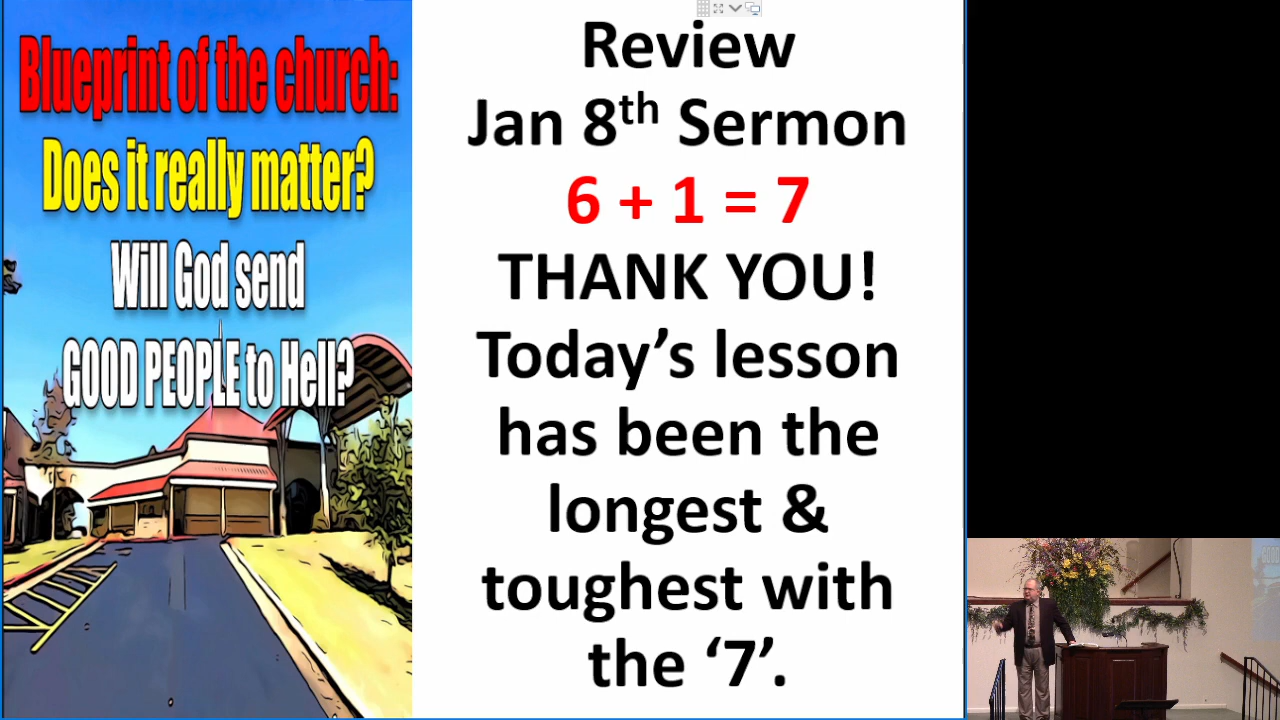 Blueprint of the church:
Does it really matter?
Will God send
GOOD PEOPLE to Hell?
Review
Jan 8th Sermon
6 + 1 = 7
THANK YOU!
Today’s lesson
has been the
longest &
toughest with
the ‘7’.